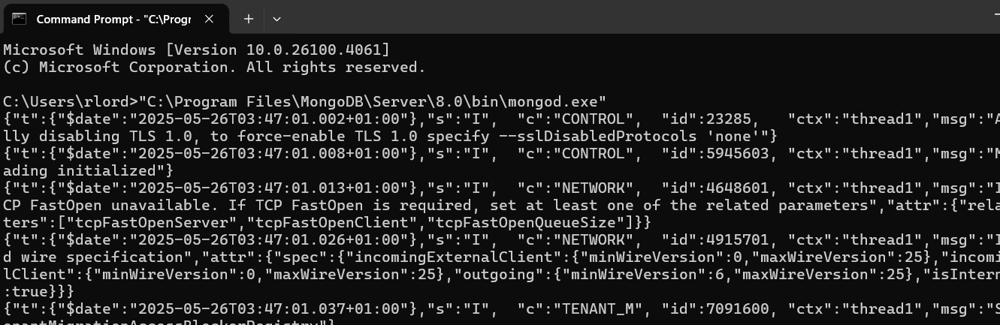 Command Prompt - "C:\Progr
Microsoft Windows [Version 10.0.26100.4061]
(c) Microsoft Corporation. All rights reserved.
C:\Users\rlord>"C:\Program Files\MongoDB\Server\8.0\bin\mongod.exe"
{"t":{"$date":"2025-05-26T03:47:01.002+01:00"},"s":"I",  "c":"CONTROL",  "id":23285,   "ctx":"thread1","msg":"A
lly disabling TLS 1.0, to force-enable TLS 1.0 specify --sslDisabledProtocols 'none'"}
{"t":{"$date":"2025-05-26T03:47:01.008+01:00"},"s":"I",  "c":"CONTROL",  "id":5945603, "ctx":"thread1","msg":"M
ading initialized"}
{"t":{"$date":"2025-05-26T03:47:01.013+01:00"},"s":"I",  "c":"NETWORK",  "id":4648601, "ctx":"thread1","msg":"I
CP FastOpen unavailable. If TCP FastOpen is required, set at least one of the related parameters","attr":{"rela
ters":["tcpFastOpenServer","tcpFastOpenClient","tcpFastOpenQueueSize"]}}
{"t":{"$date":"2025-05-26T03:47:01.026+01:00"},"s":"I",  "c":"NETWORK",  "id":4915701, "ctx":"thread1","msg":"I
d wire specification","attr":{"spec":{"incomingExternalClient":{"minWireVersion":0,"maxWireVersion":25},"incomi
lClient":{"minWireVersion":0,"maxWireVersion":25},"outgoing":{"minWireVersion":6,"maxWireVersion":25},"isIntern
:true}}}
{"t":{"$date":"2025-05-26T03:47:01.037+01:00"},"s":"I",  "c":"TENANT_M", "id":7091600, "ctx":"thread1","msg":"S
enantMigrationAccessBlockerRegistry"}